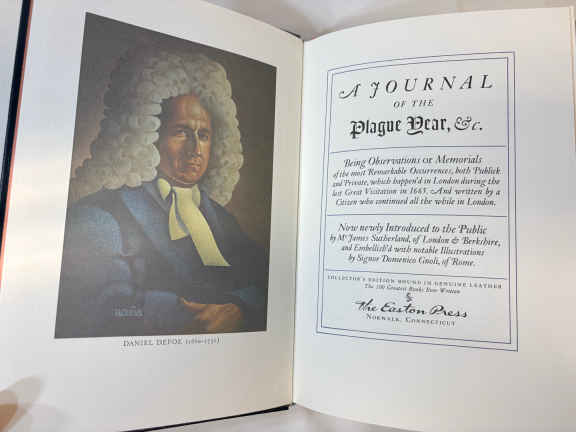 DANIEL DEFOE (1660–1731)
A JOURNAL
OF THE
Plague Year, &c.
Being Observations or Memorials
of the most Remarkable Occurrences, both Publick
and Private, which happen'd in London during the
last Great Visitation in 1665. And written by a
Citizen who continued all the while in London.
Now newly Introduced to the Public
by Mr James Sutherland, of London & Berkshire,
and Embellish'd with notable Illustrations
by Signor Domenico Gnoli, of Rome.
COLLECTOR'S EDITION BOUND IN GENUINE LEATHER
The 100 Greatest Books Ever Written
The Easton Press
NORWALK, CONNECTICUT